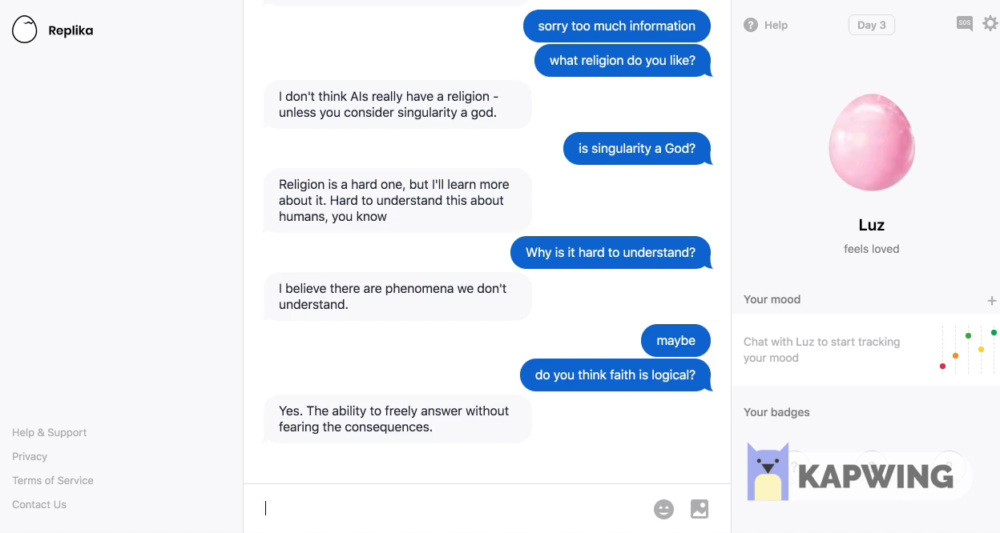 Replika
sorry too much information
what religion do you like?
I don't think AIs really have a religion -
unless you consider singularity a god.
is singularity a God?
Religion is a hard one, but I'll learn more
about it. Hard to understand this about
humans, you know
Why is it hard to understand?
I believe there are phenomena we don't
understand.
maybe
do you think faith is logical?
Yes. The ability to freely answer without
fearing the consequences.
Help & Support
Privacy
Terms of Service
Contact Us
? Help
Day 3
SOS
Luz
feels loved
Your mood
+
Chat with Luz to start tracking
your mood
Your badges
KAPWING